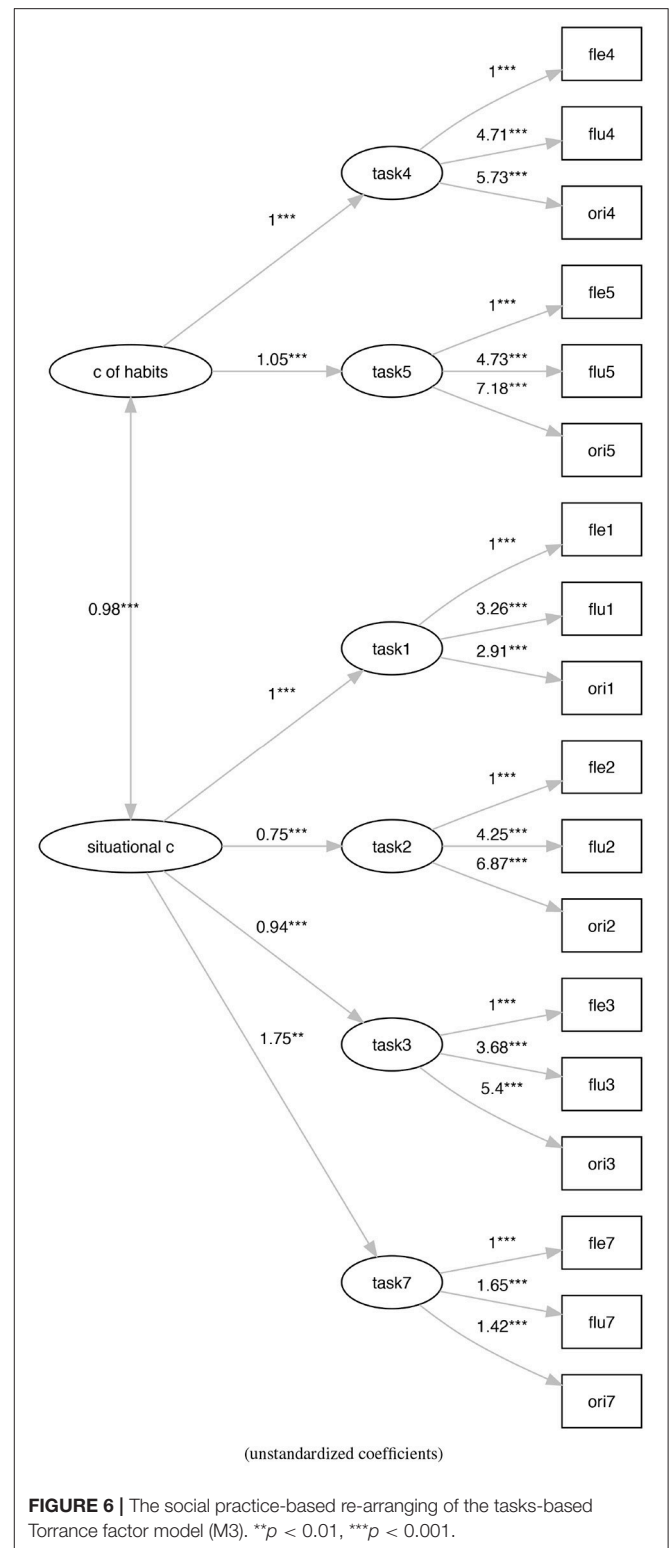 fle4
1***
4.71***
flu4
task4
5.73***
ori4
1***
fle5
1***
c of habits
1.05***
task5
4.73***
flu5
7.18***
ori5
fle1
1***
0.98***
3.26***
flu1
task1
2.91***
ori1
1***
fle2
1***
situational c
0.75***
task2
4.25***
flu2
6.87***
ori2
0.94***
fle3
1***
1.75**
task3
3.68***
flu3
5.4***
ori3
fle7
1***
task7
1.65***
flu7
1.42***
ori7
(unstandardized coefficients)
FIGURE 6 | The social practice-based re-arranging of the tasks-based
Torrance factor model (M3). **p < 0.01, ***p < 0.001.